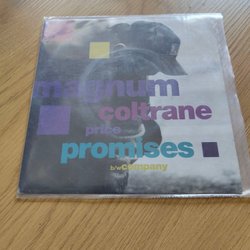 magnum
coltrane
price
promises
b/w company